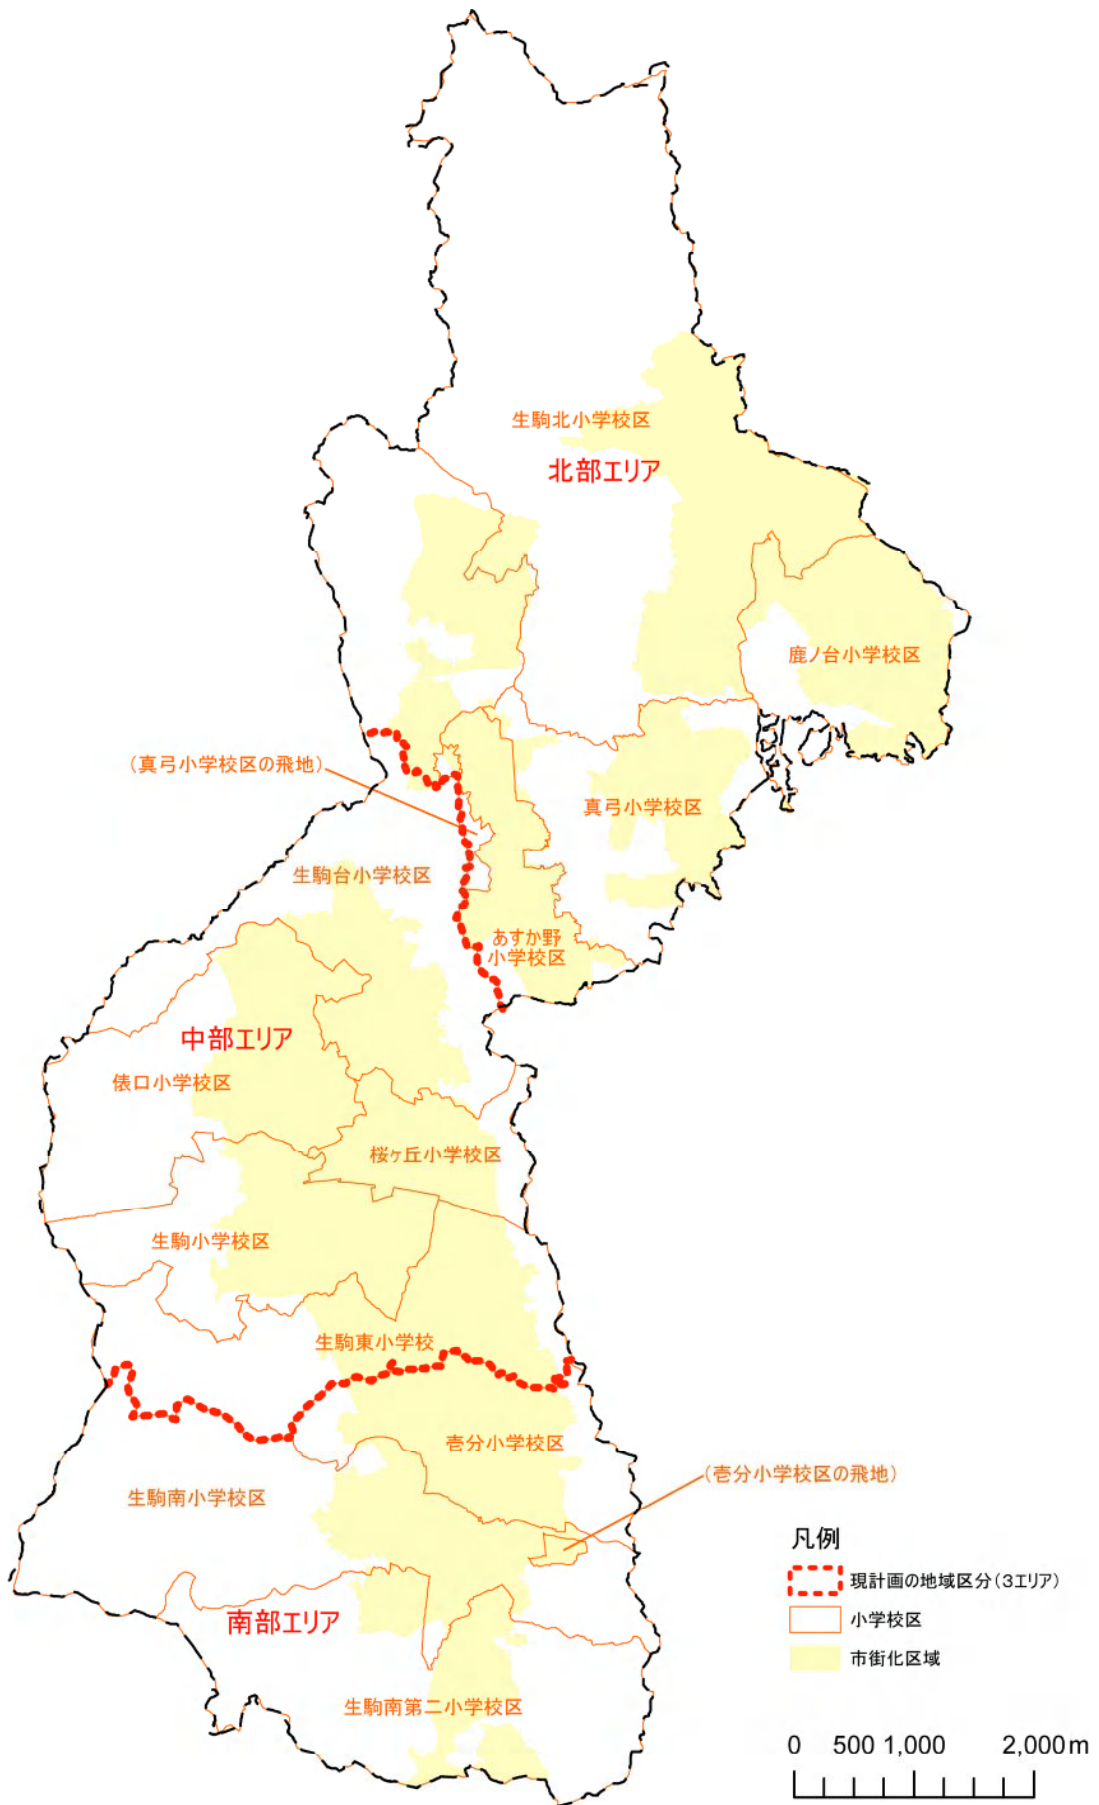 生駒北小学校区
北部エリア
鹿ノ台小学校区
(真弓小学校区の飛地)
真弓小学校区
生駒台小学校区
あすか野
小学校区
中部エリア
俵口小学校区
桜ヶ丘小学校区
生駒小学校区
生駒東小学校
壱分小学校区
(壱分小学校区の飛地)
生駒南小学校区
南部エリア
生駒南第二小学校区
凡例
現計画の地域区分(3エリア)
小学校区
市街化区域
0 500 1,000 2,000m